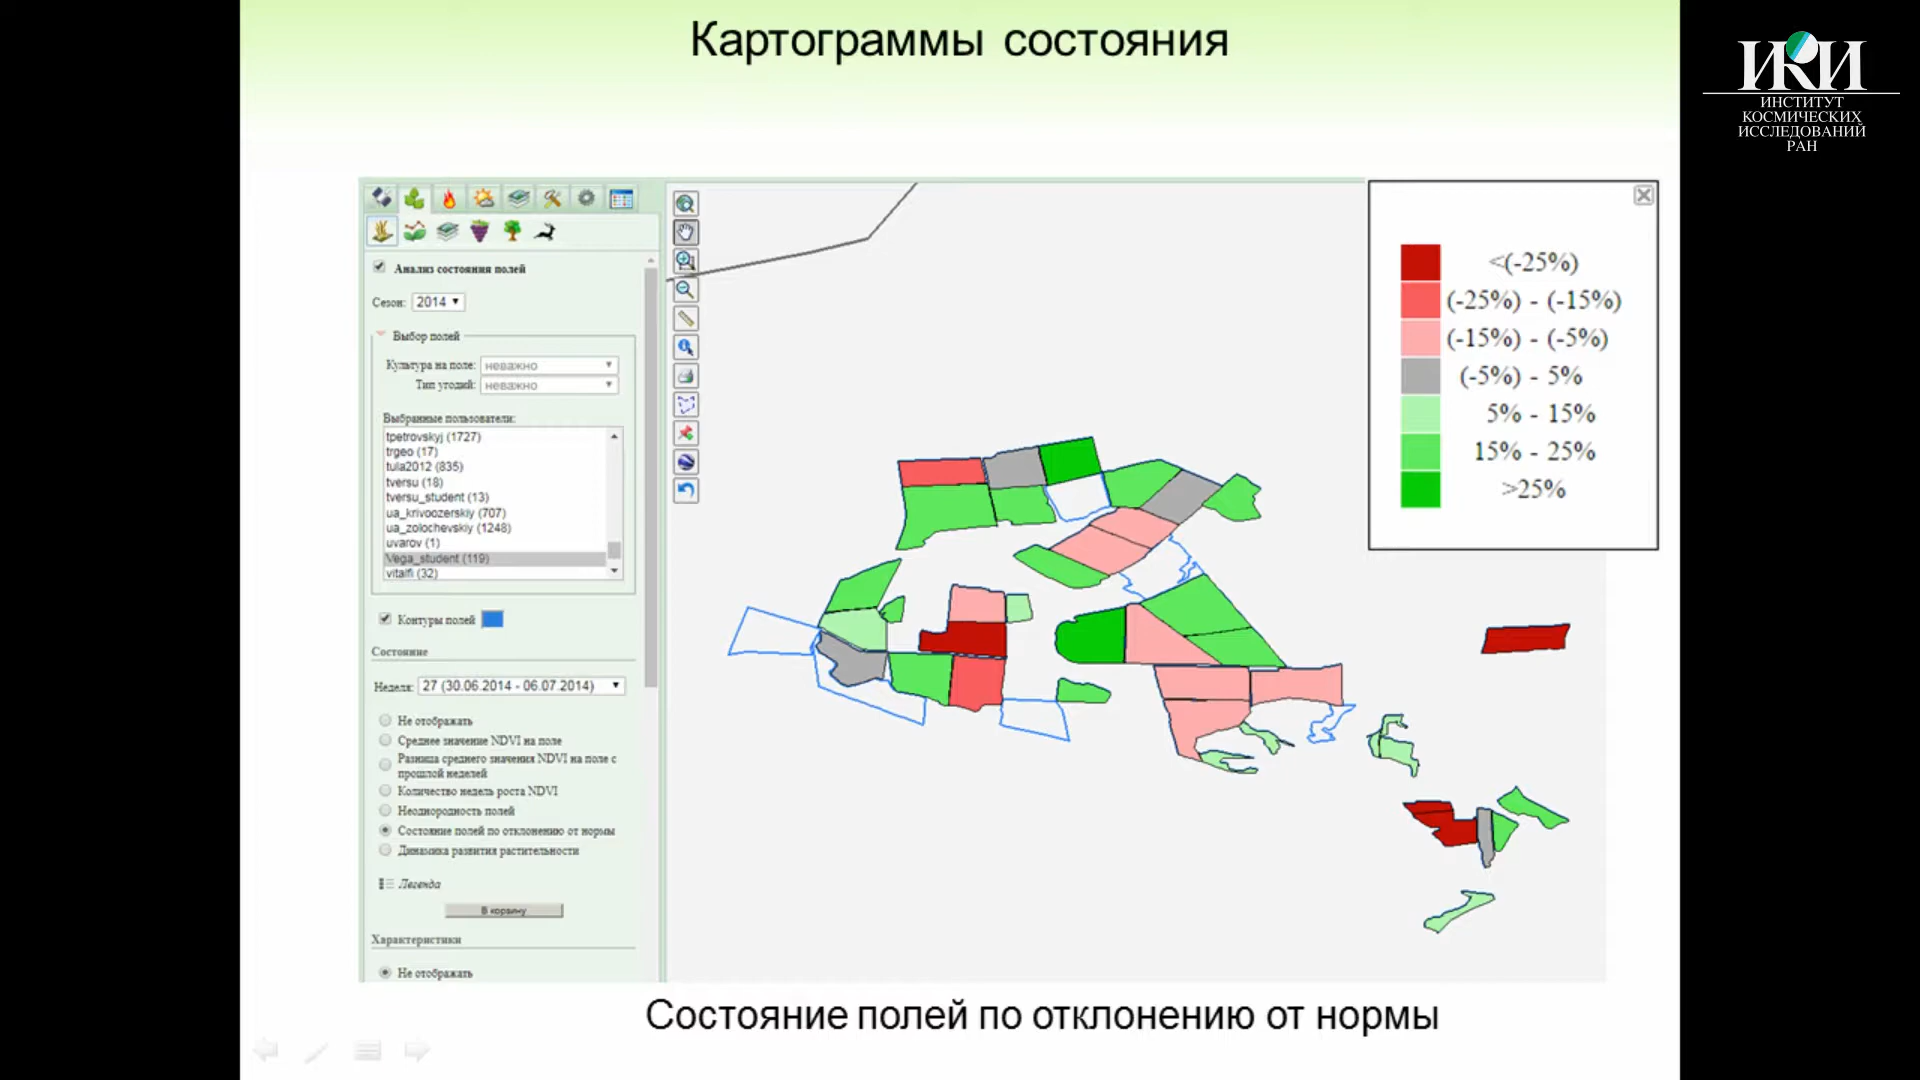 Картограммы состояния
ИКИ
ИНСТИТУТ
КОСМИЧЕСКИХ
ИССЛЕДОВАНИЙ
РАН
Анализ состояния полей
Сезон: 2014
Выбор полей
Культура на поле: неважно
Тип угодий: неважно
Выбранные пользователи:
tpetrovskyj (1727)
trgeo (17)
tula2012 (835)
tversu (18)
tversu_student (13)
ua_krivoozerskiy (707)
ua_zolochevskiy (1248)
uvarov (1)
Vega_student (119)
vitalfi (32)
Контуры полей
Состояние
Неделя: 27 (30.06.2014 - 06.07.2014)
Не отображать
Среднее значение NDVI на поле
Разница среднего значения NDVI на поле с
прошлой неделей
Количество недель роста NDVI
Неоднородность полей
Состояние полей по отклонению от нормы
Динамика развития растительности
Легенда
В корзину
Характеристики
Не отображать
<(-25%)
(-25%) - (-15%)
(-15%) - (-5%)
(-5%) - 5%
5% - 15%
15% - 25%
>25%
Состояние полей по отклонению от нормы